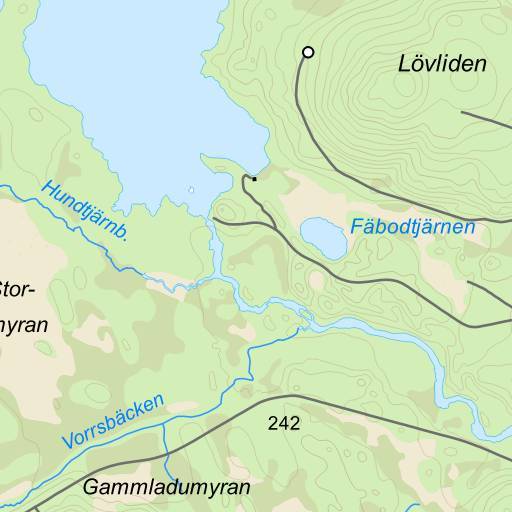 Lövliden
Hundtjärnb.
Fäbodtjärnen
Stor-
myran
Vorrsbäcken
242
Gammladumyran